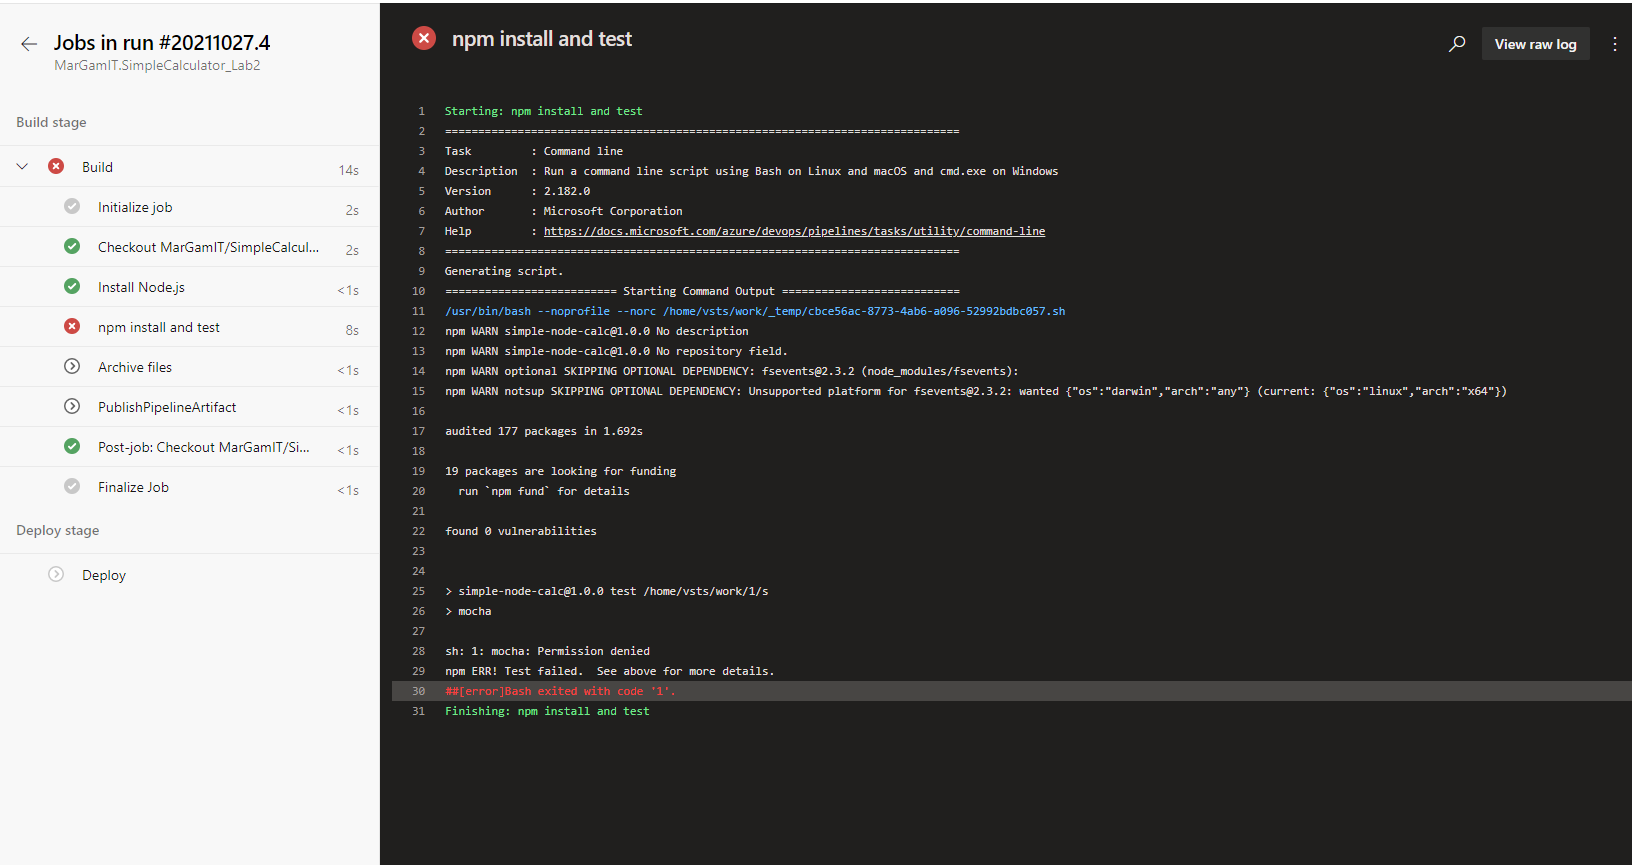 Jobs in run #20211027.4
MarGamIT.SimpleCalculator_Lab2
Build stage
Build 14s
Initialize job 2s
Checkout MarGamIT/SimpleCalcul... 2s
Install Node.js <1s
npm install and test 8s
Archive files <1s
PublishPipelineArtifact <1s
Post-job: Checkout MarGamIT/Si... <1s
Finalize Job <1s
Deploy stage
Deploy
npm install and test
View raw log
1 Starting: npm install and test
2 ==============================================================================
3 Task         : Command line
4 Description  : Run a command line script using Bash on Linux and macOS and cmd.exe on Windows
5 Version      : 2.182.0
6 Author       : Microsoft Corporation
7 Help         : https://docs.microsoft.com/azure/devops/pipelines/tasks/utility/command-line
8 ==============================================================================
9 Generating script.
10 ========================== Starting Command Output ===========================
11 /usr/bin/bash --noprofile --norc /home/vsts/work/_temp/cbce56ac-8773-4ab6-a096-52992bdbc057.sh
12 npm WARN simple-node-calc@1.0.0 No description
13 npm WARN simple-node-calc@1.0.0 No repository field.
14 npm WARN optional SKIPPING OPTIONAL DEPENDENCY: fsevents@2.3.2 (node_modules/fsevents):
15 npm WARN notsup SKIPPING OPTIONAL DEPENDENCY: Unsupported platform for fsevents@2.3.2: wanted {"os":"darwin","arch":"any"} (current: {"os":"linux","arch":"x64"})
16
17 audited 177 packages in 1.692s
18
19 19 packages are looking for funding
20   run `npm fund` for details
21
22 found 0 vulnerabilities
23
24
25 > simple-node-calc@1.0.0 test /home/vsts/work/1/s
26 > mocha
27
28 sh: 1: mocha: Permission denied
29 npm ERR! Test failed.  See above for more details.
30 ##[error]Bash exited with code '1'.
31 Finishing: npm install and test